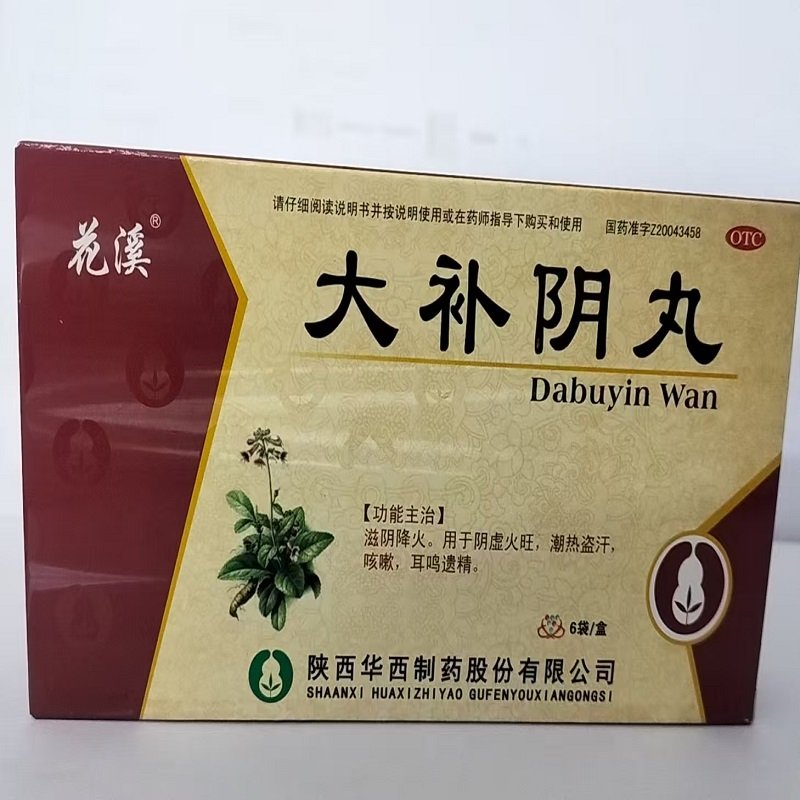 花溪®
请仔细阅读说明书并按说明使用或在药师指导下购买和使用 国药准字Z20043458 OTC
大补阴丸
Dabuyin Wan
【功能主治】
滋阴降火。用于阴虚火旺，潮热盗汗，
咳嗽，耳鸣遗精。
6袋/盒
陕西华西制药股份有限公司
SHAANXI HUAXIZHIYAO GUFENYOUXIANGONGSI